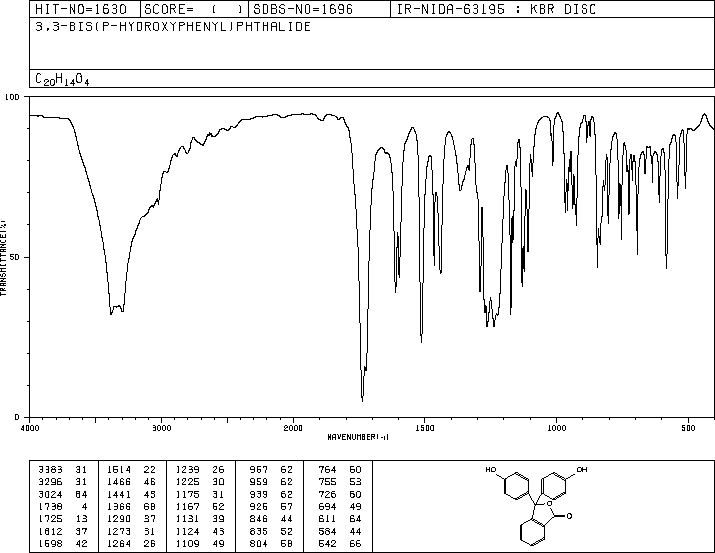 HIT-NO=1630 SCORE= ( ) SDBS-NO=1696 IR-NIDA-63195 : KBR DISC
3,3-BIS(P-HYDROXYPHENYL)PHTHALIDE
C20H14O4
100
50
0
TRANSMITTANCE(%)
4000 3000 2000 1500 1000 500
WAVENUMBER(-1)
3383 31 1514 22 1239 26 967 62 764 60
3296 31 1466 46 1225 30 959 62 755 53
3024 64 1441 43 1175 31 939 62 726 60
1738 4 1366 68 1167 52 926 57 694 49
1725 13 1290 37 1131 39 846 44 611 64
1612 37 1273 31 1124 43 835 52 584 44
1598 42 1264 26 1109 49 804 58 542 66
HO OH
O
O